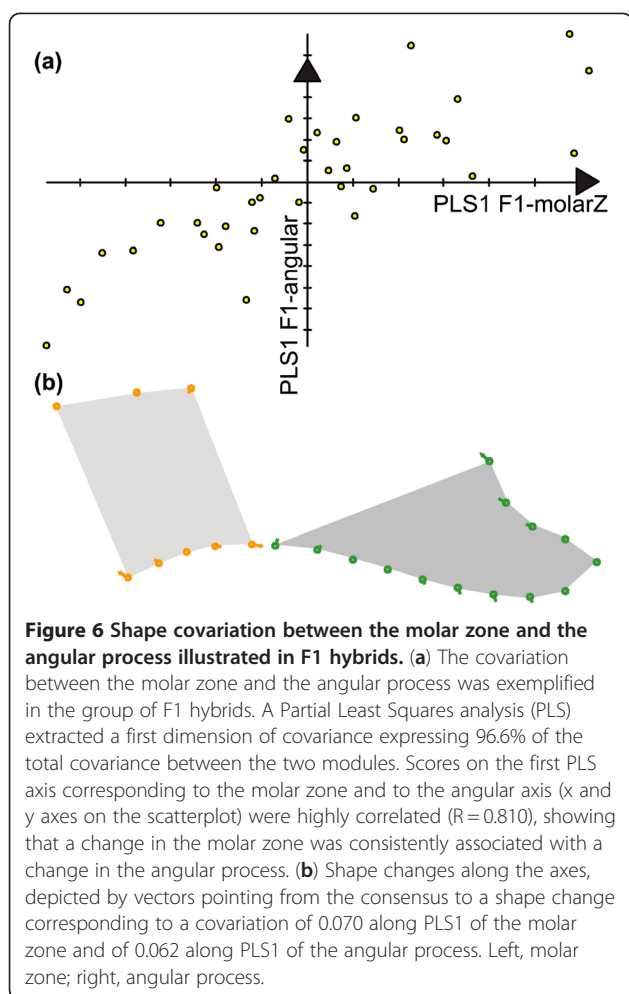 (a)
PLS1 F1-molarZ
PLS1 F1-angular
(b)
Figure 6 Shape covariation between the molar zone and the
angular process illustrated in F1 hybrids. (a) The covariation
between the molar zone and the angular process was exemplified
in the group of F1 hybrids. A Partial Least Squares analysis (PLS)
extracted a first dimension of covariance expressing 96.6% of the
total covariance between the two modules. Scores on the first PLS
axis corresponding to the molar zone and to the angular axis (x and
y axes on the scatterplot) were highly correlated (R = 0.810), showing
that a change in the molar zone was consistently associated with a
change in the angular process. (b) Shape changes along the axes,
depicted by vectors pointing from the consensus to a shape change
corresponding to a covariation of 0.070 along PLS1 of the molar
zone and of 0.062 along PLS1 of the angular process. Left, molar
zone; right, angular process.